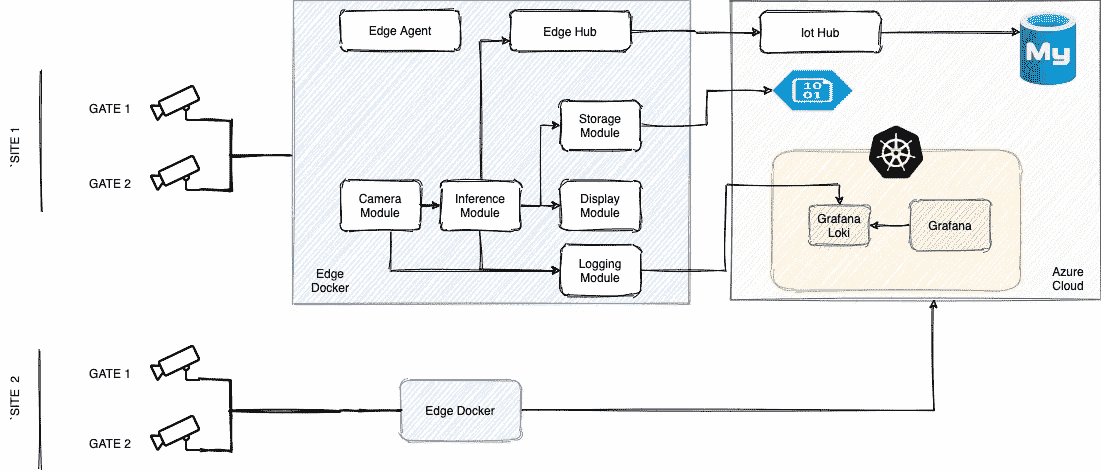 Edge Agent
Edge Hub
Iot Hub
My
10
01
GATE 1
Storage
Module
`SITE 1
GATE 2
Camera
Module
Inference
Module
Display
Module
Grafana
Loki
Grafana
Logging
Module
Edge
Docker
Azure
Cloud
GATE 1
`SITE 2
Edge Docker
GATE 2